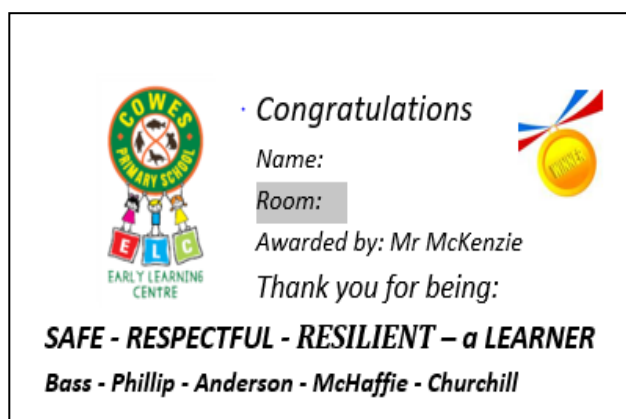 COWES
PRIMARY SCHOOL
E L C
EARLY LEARNING
CENTRE
Congratulations
Name:
Room:
Awarded by: Mr McKenzie
Thank you for being:
WINNER
SAFE - RESPECTFUL - RESILIENT – a LEARNER
Bass - Phillip - Anderson - McHaffie - Churchill